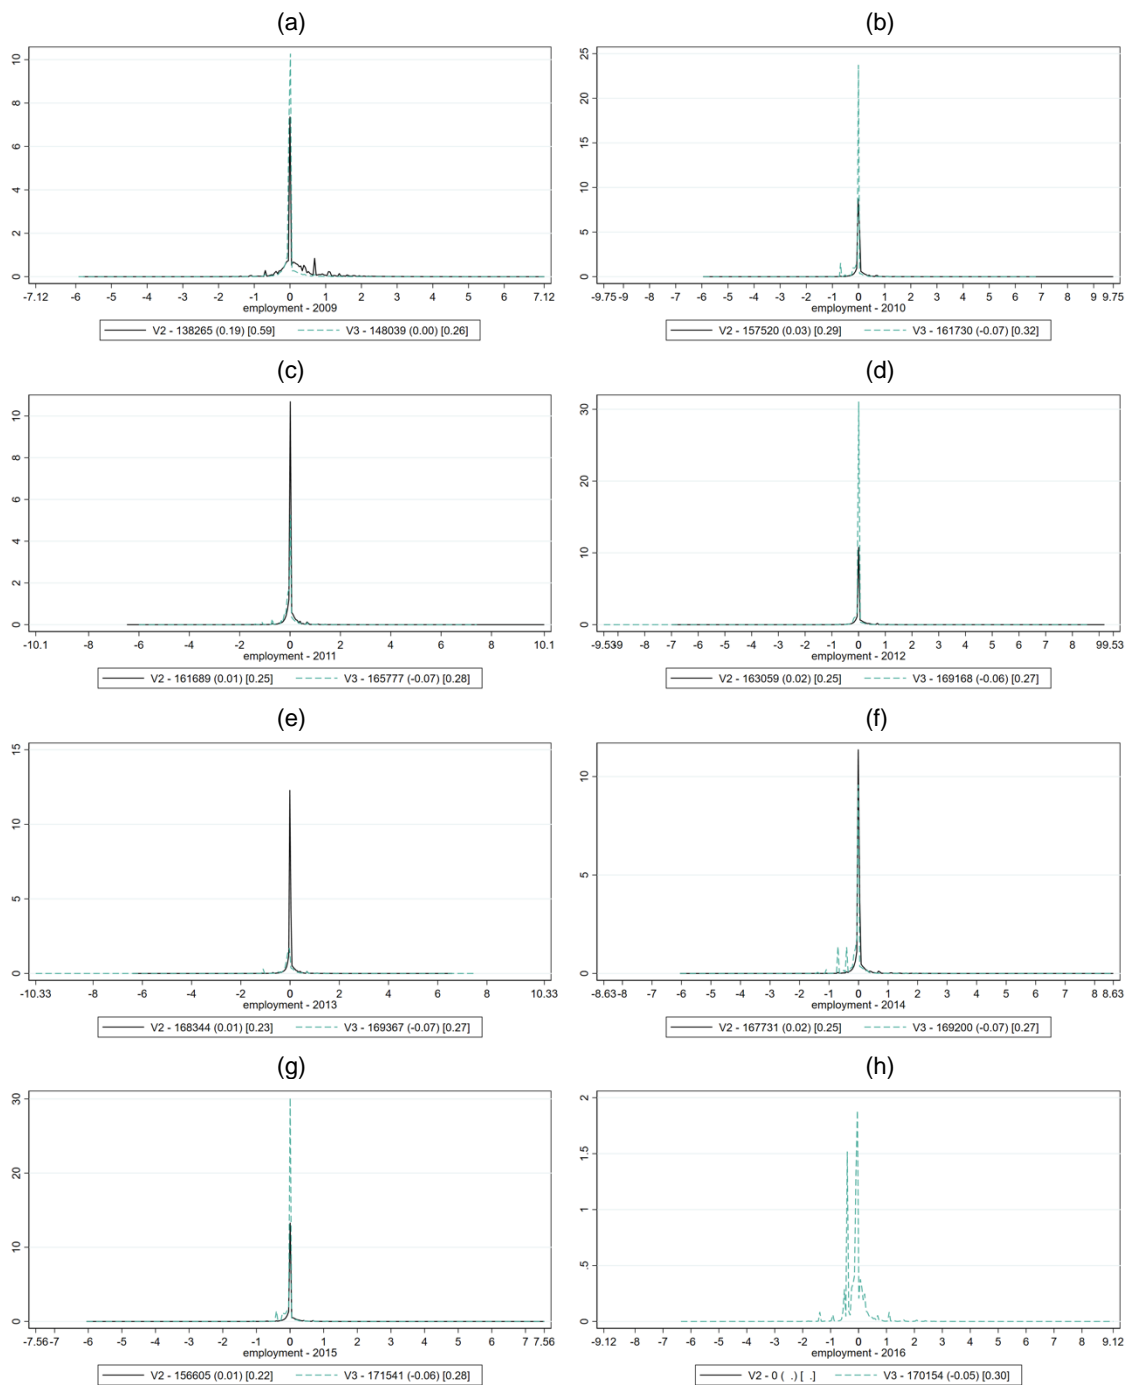 (a)
10
8
6
4
2
0
-7.12 -6 -5 -4 -3 -2 -1 0 1 2 3 4 5 6 7.12
employment - 2009
V2 - 138265 (0.19) [0.59] V3 - 148039 (0.00) [0.26]
(b)
25
20
15
10
5
0
-9.75-9 -7 -6 -5 -4 -3 -2 -1 0 1 2 3 4 5 6 7 8 9 9.75
employment - 2010
V2 - 157520 (0.03) [0.29] V3 - 161730 (-0.07) [0.32]
(c)
10
8
6
4
2
0
-10.1 -8 -6 -4 -2 0 2 4 6 8 10.1
employment - 2011
V2 - 161689 (0.01) [0.25] V3 - 165777 (-0.07) [0.28]
(d)
30
20
10
0
-9.539 -7 -6 -5 -4 -3 -2 -1 0 1 2 3 4 5 6 7 99.53
employment - 2012
V2 - 163059 (0.02) [0.25] V3 - 169168 (-0.06) [0.27]
(e)
15
10
5
0
-10.33 -8 -6 -4 -2 0 2 4 6 8 10.33
employment - 2013
V2 - 168344 (0.01) [0.23] V3 - 169367 (-0.07) [0.27]
(f)
10
5
0
-8.63-8 -7 -6 -5 -4 -3 -2 -1 0 1 2 3 4 5 6 7 8 8.63
employment - 2014
V2 - 167731 (0.02) [0.25] V3 - 169200 (-0.07) [0.27]
(g)
30
20
10
0
-7.56-7 -6 -5 -4 -3 -2 -1 0 1 2 3 4 5 6 7 7.56
employment - 2015
V2 - 156605 (0.01) [0.22] V3 - 171541 (-0.06) [0.28]
(h)
2
1.5
1
.5
0
-9.12 -7 -6 -5 -4 -3 -2 -1 0 1 2 3 4 5 6 7 9.12
employment - 2016
V2 - 0 ( .) [ .] V3 - 170154 (-0.05) [0.30]